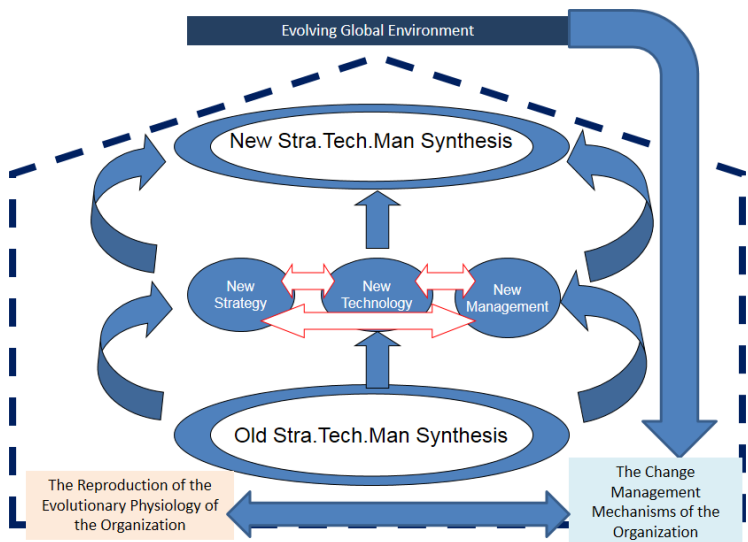 Evolving Global Environment
New Stra.Tech.Man Synthesis
New
Strategy
New
Technology
New
Management
Old Stra.Tech.Man Synthesis
The Reproduction of the
Evolutionary Physiology of
the Organization
The Change
Management
Mechanisms of the
Organization